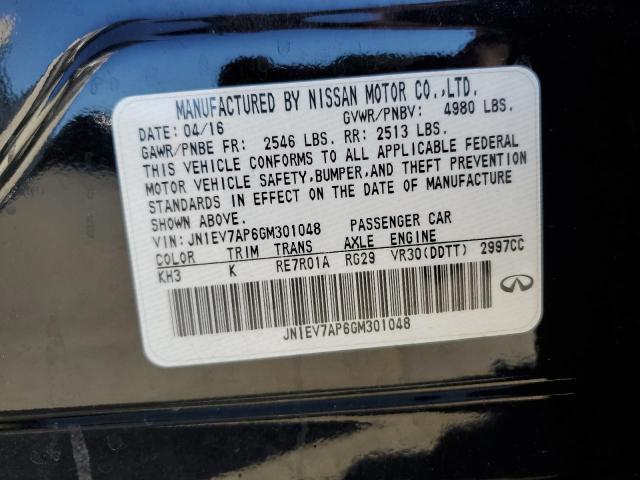 MANUFACTURED BY NISSAN MOTOR CO.,LTD.
DATE: 04/16 GVWR/PNBV: 4980 LBS.
GAWR/PNBE FR: 2546 LBS. RR: 2513 LBS.
THIS VEHICLE CONFORMS TO ALL APPLICABLE FEDERAL
MOTOR VEHICLE SAFETY,BUMPER,AND THEFT PREVENTION
STANDARDS IN EFFECT ON THE DATE OF MANUFACTURE
SHOWN ABOVE.
VIN: JN1EV7AP6GM301048 PASSENGER CAR
COLOR TRIM TRANS AXLE ENGINE
KH3 K RE7R01A RG29 VR30(DDTT) 2997CC
JN1EV7AP6GM301048